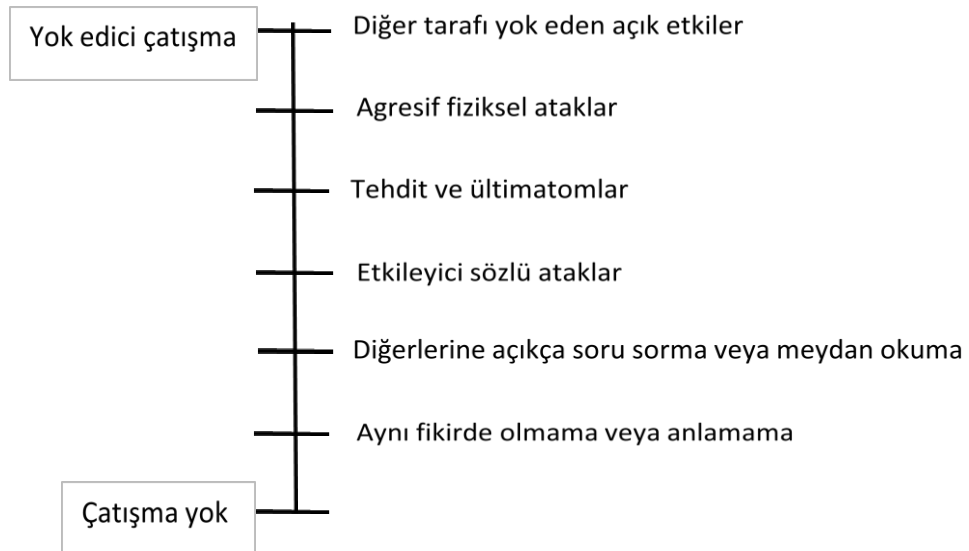 Yok edici çatışma
Diğer tarafı yok eden açık etkiler
Agresif fiziksel ataklar
Tehdit ve ültimatomlar
Etkileyici sözlü ataklar
Diğerlerine açıkça soru sorma veya meydan okuma
Aynı fikirde olmama veya anlamama
Çatışma yok